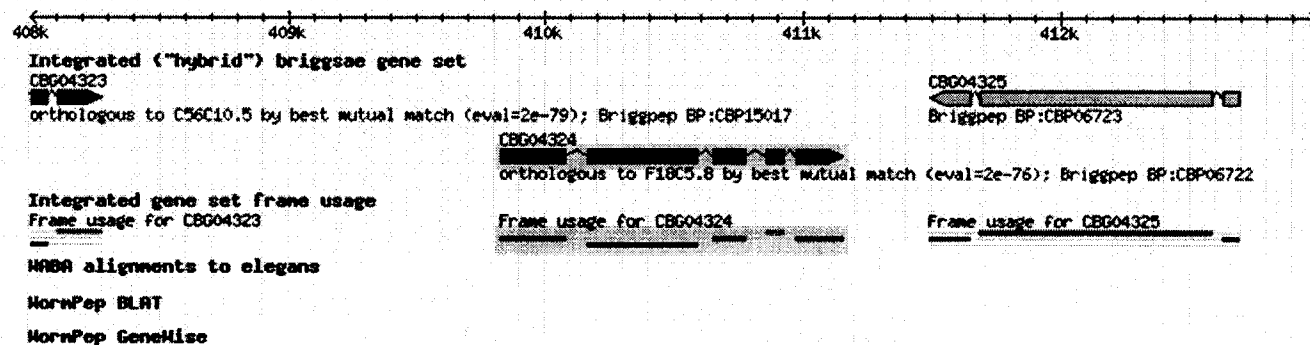 408k 409k 410k 411k 412k
Integrated ("hybrid") briggsae gene set
CBG04323 CBG04325
orthologous to C56C10.5 by best mutual match (eval=2e-79); Briggpep BP:CBP15017 Briggpep BP:CBP06723
CBG04324
orthologous to F18C5.8 by best mutual match (eval=2e-76); Briggpep BP:CBP06722
Integrated gene set frame usage
Frame usage for CBG04323 Frame usage for CBG04324 Frame usage for CBG04325
WABA alignments to elegans
WormPep BLAT
WormPep GeneWise